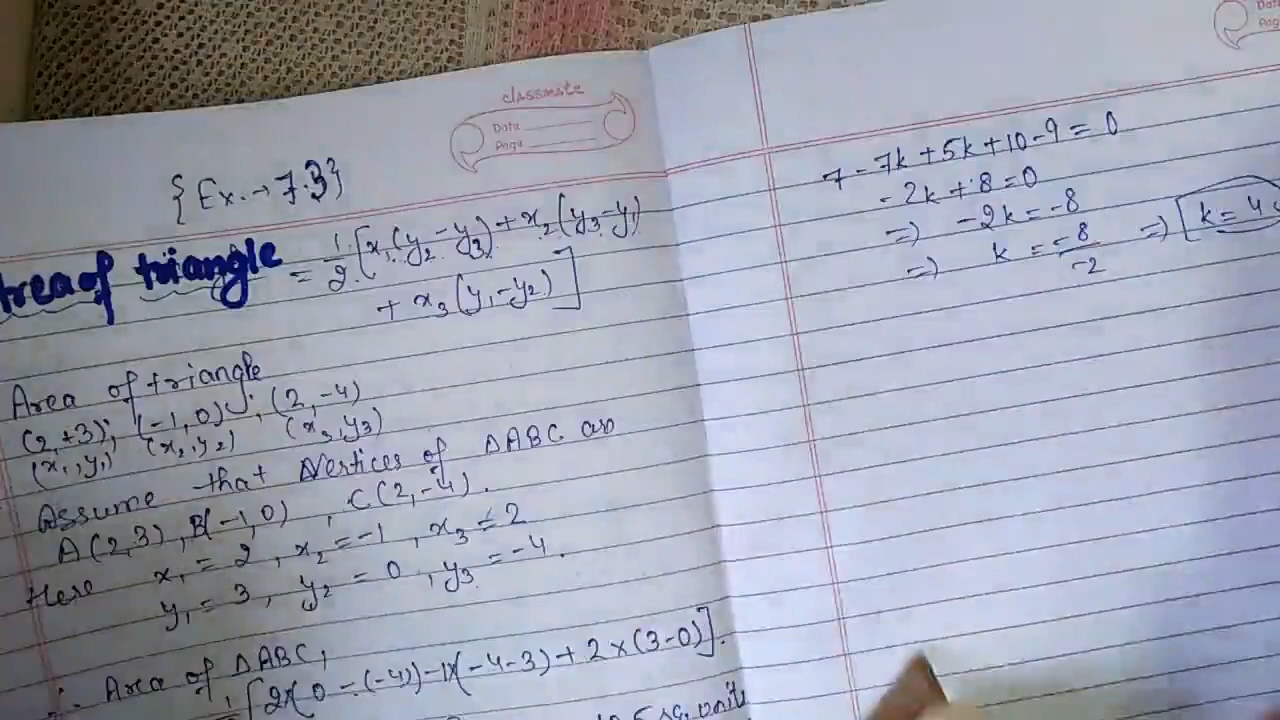 classmate
Date
Page
{Ex. → 7.3}
Area of triangle = 1/2 [x₁(y₂-y₃)+x₂(y₃-y₁)
+ x₃(y₁-y₂)]
Area of triangle
(2,+3); (-1,0); (2,-4)
(x₁,y₁) (x₂,y₂) (x₃,y₃)
Assume that Vertices of ΔABC are
A(2,3), B(-1,0), C(2,-4).
Here x₁ = 2, x₂ = -1, x₃ = 2
y₁ = 3, y₂ = 0, y₃ = -4.
∴ Area of ΔABC,
[2×(0-(-4))-1×(-4-3)+2×(3-0)].
units
7-7k+5k+10-9=0
-2k+8=0
⇒ -2k=-8
⇒ k = -8/-2 ⇒ k=4